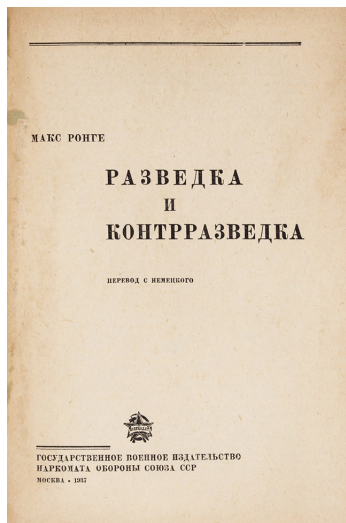 МАКС РОНГЕ
РАЗВЕДКА
И
КОНТРРАЗВЕДКА
ПЕРЕВОД С НЕМЕЦКОГО
ГОСУДАРСТВЕННОЕ ВОЕННОЕ ИЗДАТЕЛЬСТВО
НАРКОМАТА ОБОРОНЫ СОЮЗА ССР
МОСКВА • 1937